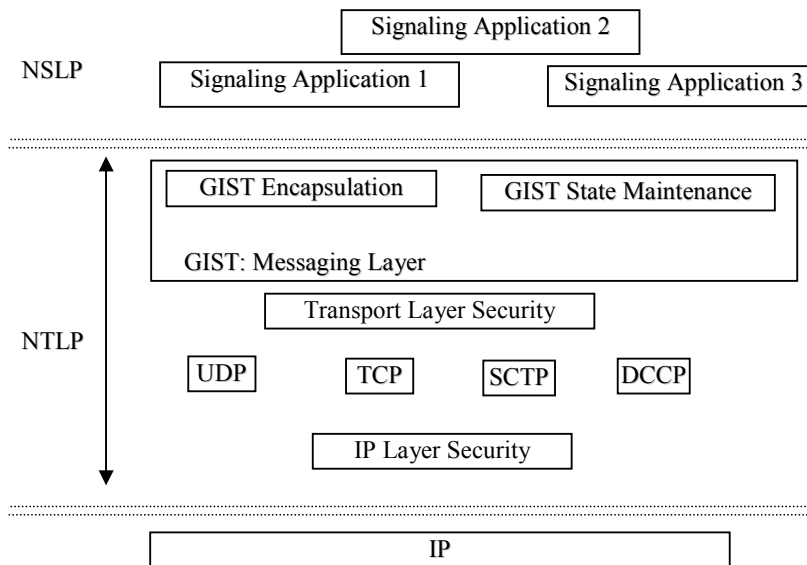 Signaling Application 2
NSLP
Signaling Application 1
Signaling Application 3
GIST Encapsulation
GIST State Maintenance
GIST: Messaging Layer
Transport Layer Security
NTLP
UDP
TCP
SCTP
DCCP
IP Layer Security
IP